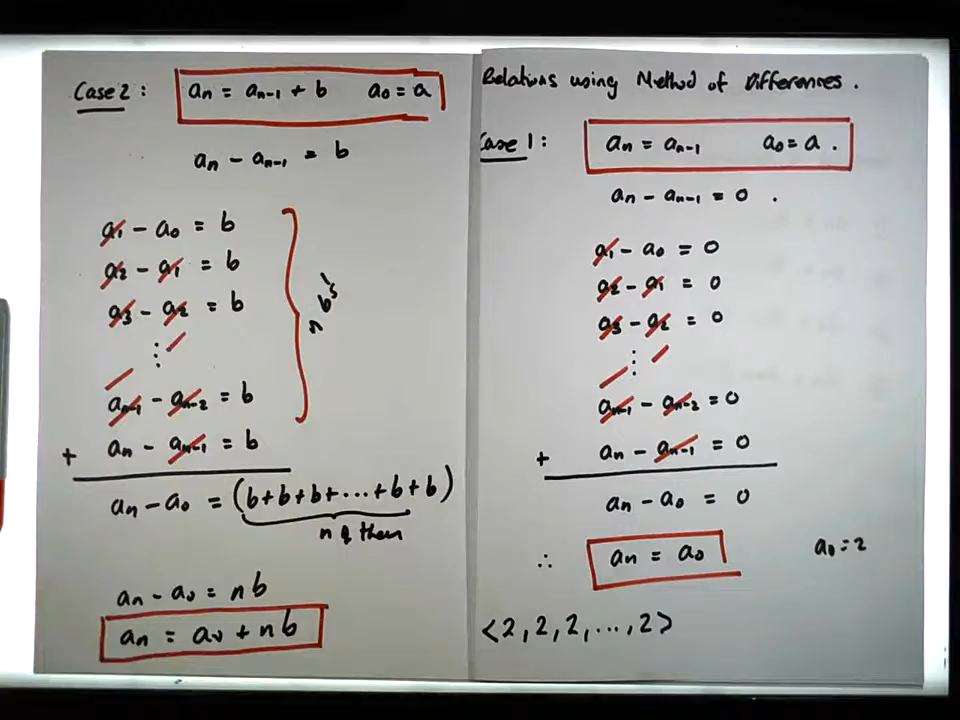 Case 2 : aₙ = aₙ₋₁ + b a₀ = a
aₙ - aₙ₋₁ = b
a₁ - a₀ = b
a₂ - a₁ = b
a₃ - a₂ = b
⋮
aₙ₋₁ - aₙ₋₂ = b
aₙ - aₙ₋₁ = b
+
n b's
aₙ - a₀ = (b+b+b+...+b+b)
n of them
aₙ - a₀ = nb
aₙ = a₀ + nb
Relations using Method of Differences.
Case 1 : aₙ = aₙ₋₁ a₀ = a .
aₙ - aₙ₋₁ = 0 .
a₁ - a₀ = 0
a₂ - a₁ = 0
a₃ - a₂ = 0
⋮
aₙ₋₁ - aₙ₋₂ = 0
aₙ - aₙ₋₁ = 0
+
aₙ - a₀ = 0
∴ aₙ = a₀ a₀ = 2
<2, 2, 2, ..., 2>